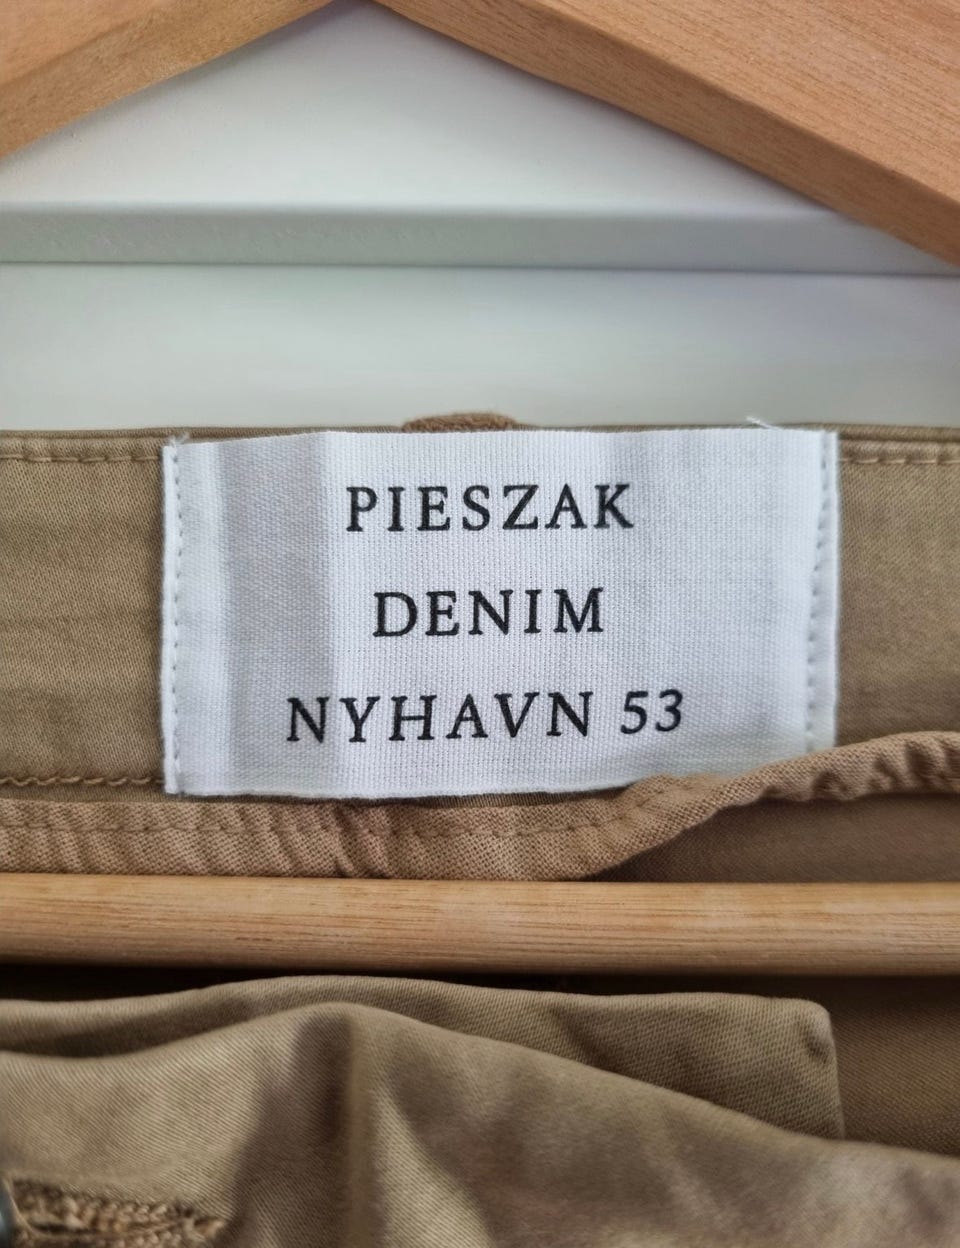 PIESZAK
DENIM
NYHAVN 53